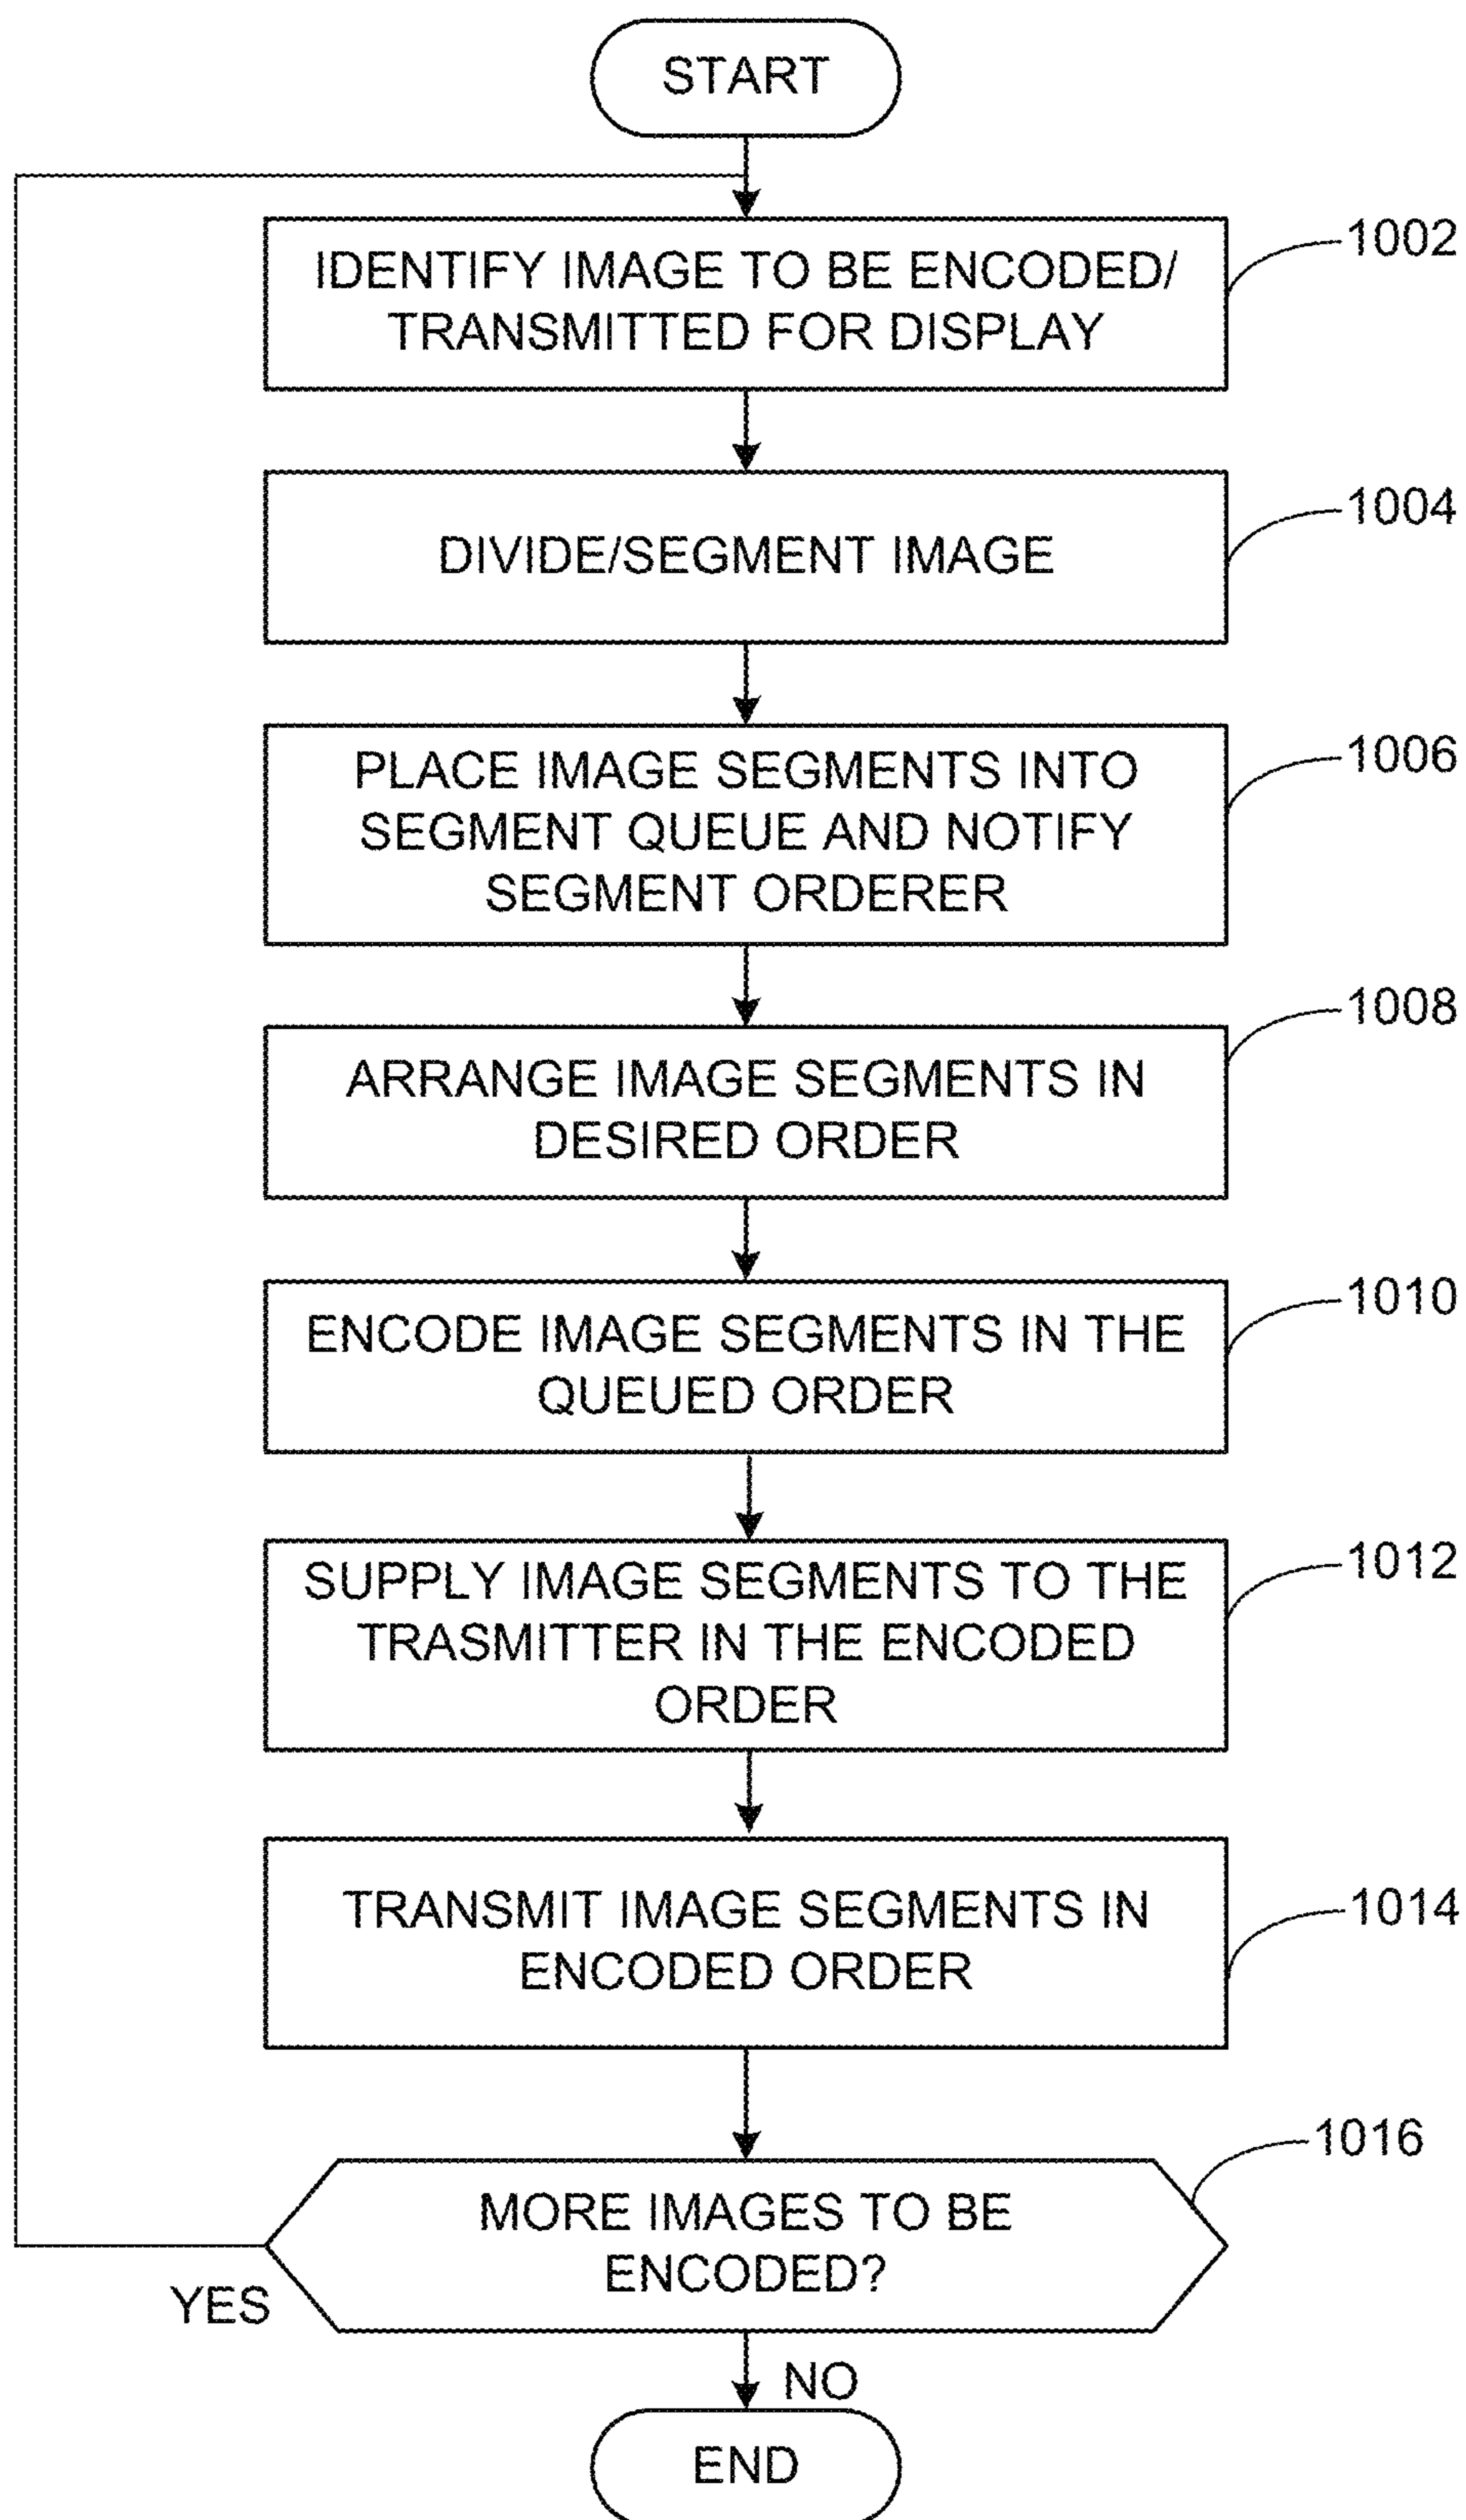 START
IDENTIFY IMAGE TO BE ENCODED/
TRANSMITTED FOR DISPLAY
1002
DIVIDE/SEGMENT IMAGE
1004
PLACE IMAGE SEGMENTS INTO
SEGMENT QUEUE AND NOTIFY
SEGMENT ORDERER
1006
ARRANGE IMAGE SEGMENTS IN
DESIRED ORDER
1008
ENCODE IMAGE SEGMENTS IN THE
QUEUED ORDER
1010
SUPPLY IMAGE SEGMENTS TO THE
TRASMITTER IN THE ENCODED
ORDER
1012
TRANSMIT IMAGE SEGMENTS IN
ENCODED ORDER
1014
MORE IMAGES TO BE
ENCODED?
1016
YES
NO
END